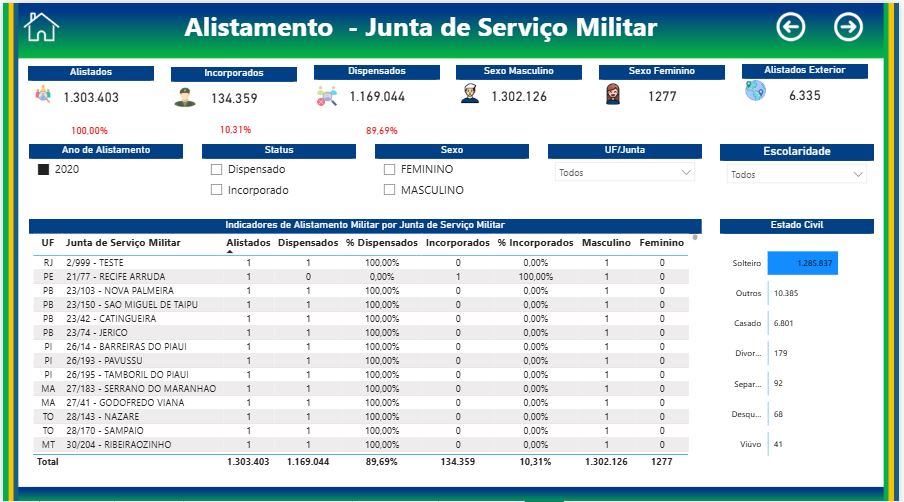 Alistamento - Junta de Serviço Militar
Alistados Incorporados Dispensados Sexo Masculino Sexo Feminino Alistados Exterior
1.303.403 134.359 1.169.044 1.302.126 1277 6.335
100,00% 10,31% 89,69%
Ano de Alistamento Status Sexo UF/Junta Escolaridade
2020 Dispensado FEMININO Todos Todos
Incorporado MASCULINO
Indicadores de Alistamento Militar por Junta de Serviço Militar
UF Junta de Serviço Militar Alistados Dispensados % Dispensados Incorporados % Incorporados Masculino Feminino
RJ 2/999 - TESTE 1 1 100,00% 0 0,00% 1 0
PE 21/77 - RECIFE ARRUDA 1 0 0,00% 1 100,00% 1 0
PB 23/103 - NOVA PALMEIRA 1 1 100,00% 0 0,00% 1 0
PB 23/150 - SAO MIGUEL DE TAIPU 1 1 100,00% 0 0,00% 1 0
PB 23/42 - CATINGUEIRA 1 1 100,00% 0 0,00% 1 0
PB 23/74 - JERICO 1 1 100,00% 0 0,00% 1 0
PI 26/14 - BARREIRAS DO PIAUI 1 1 100,00% 0 0,00% 1 0
PI 26/193 - PAVUSSU 1 1 100,00% 0 0,00% 1 0
PI 26/195 - TAMBORIL DO PIAUI 1 1 100,00% 0 0,00% 1 0
MA 27/183 - SERRANO DO MARANHAO 1 1 100,00% 0 0,00% 1 0
MA 27/41 - GODOFREDO VIANA 1 1 100,00% 0 0,00% 1 0
TO 28/143 - NAZARE 1 1 100,00% 0 0,00% 1 0
TO 28/170 - SAMPAIO 1 1 100,00% 0 0,00% 1 0
MT 30/204 - RIBEIRAOZINHO 1 1 100,00% 0 0,00% 1 0
Total 1.303.403 1.169.044 89,69% 134.359 10,31% 1.302.126 1277
Estado Civil
Solteiro 1.285.837
Outros 10.385
Casado 6.801
Divor... 179
Separ... 92
Desqu... 68
Viúvo 41